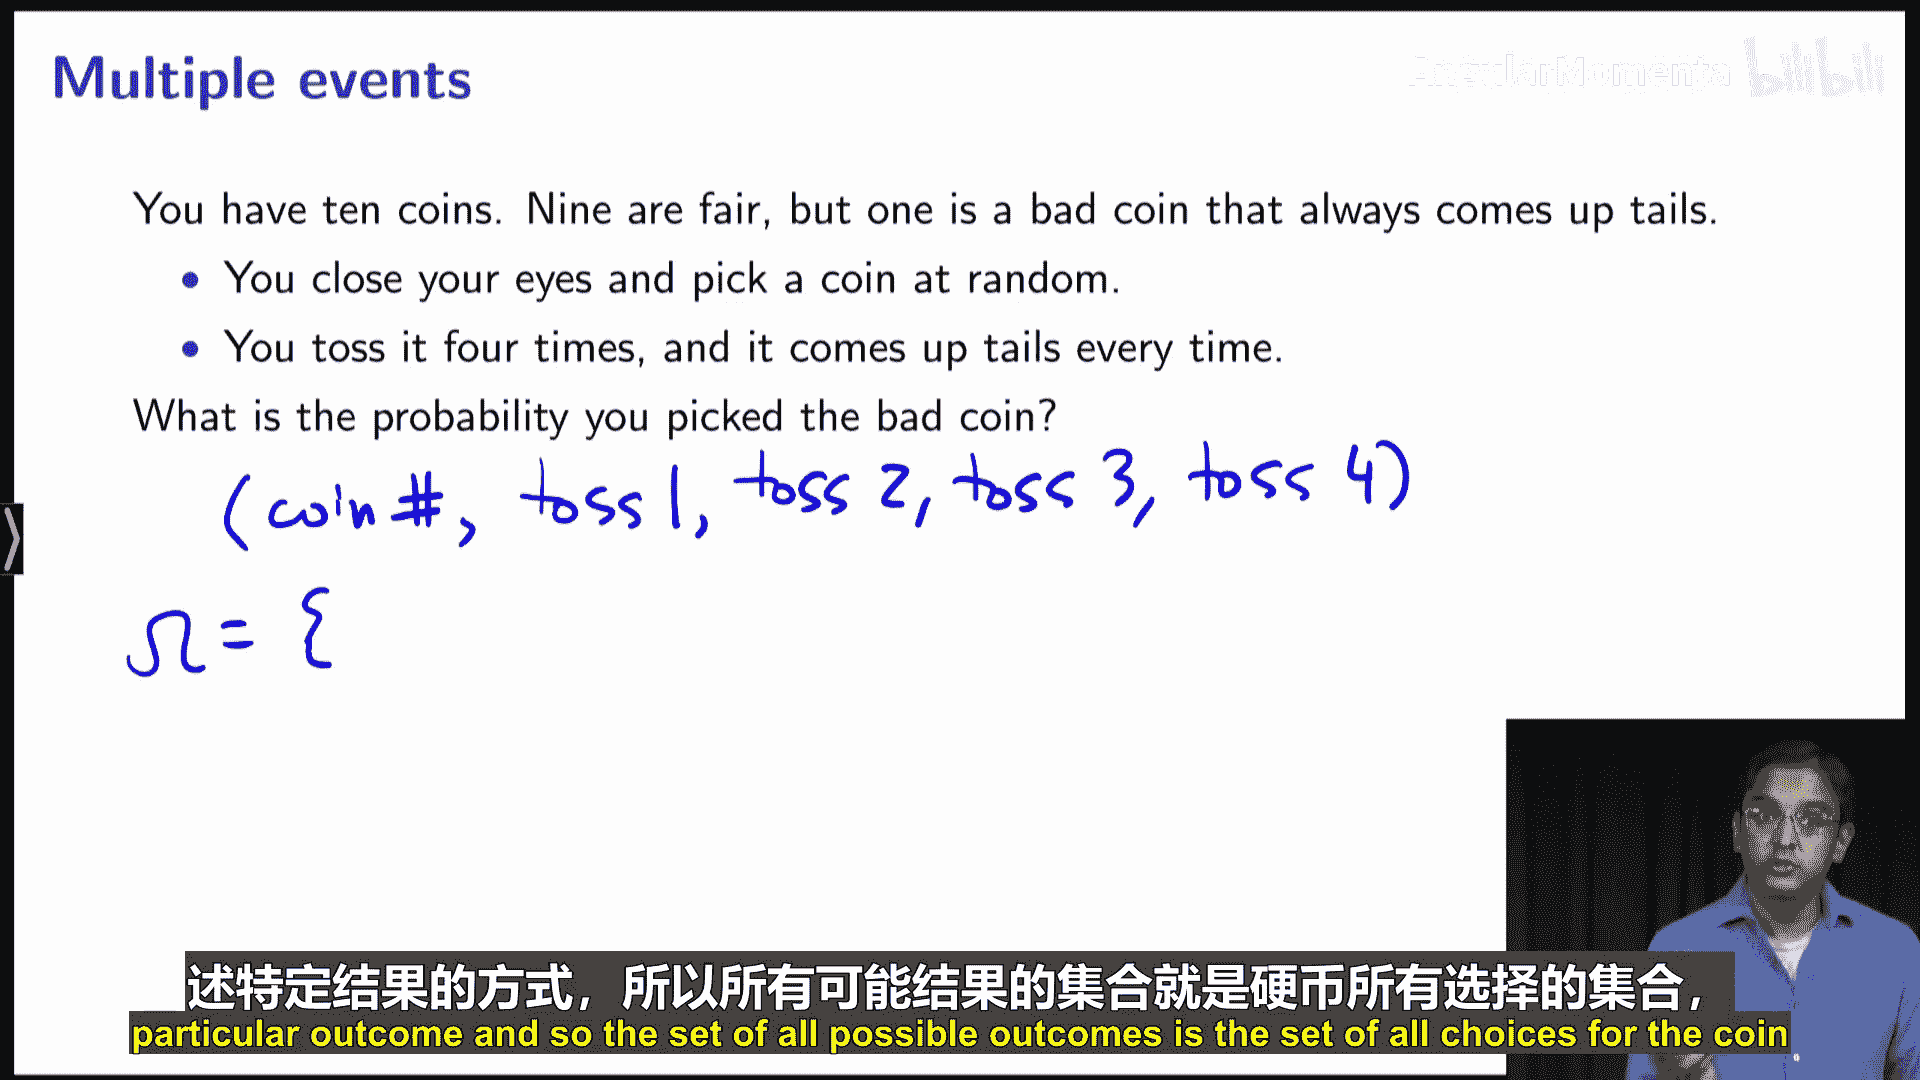 Multiple events
AngularMomenta bilibili
You have ten coins. Nine are fair, but one is a bad coin that always comes up tails.
• You close your eyes and pick a coin at random.
• You toss it four times, and it comes up tails every time.
What is the probability you picked the bad coin?
(coin #, toss 1, toss 2, toss 3, toss 4)
Ω = {
述特定结果的方式，所以所有可能结果的集合就是硬币所有选择的集合，
particular outcome and so the set of all possible outcomes is the set of all choices for the coin